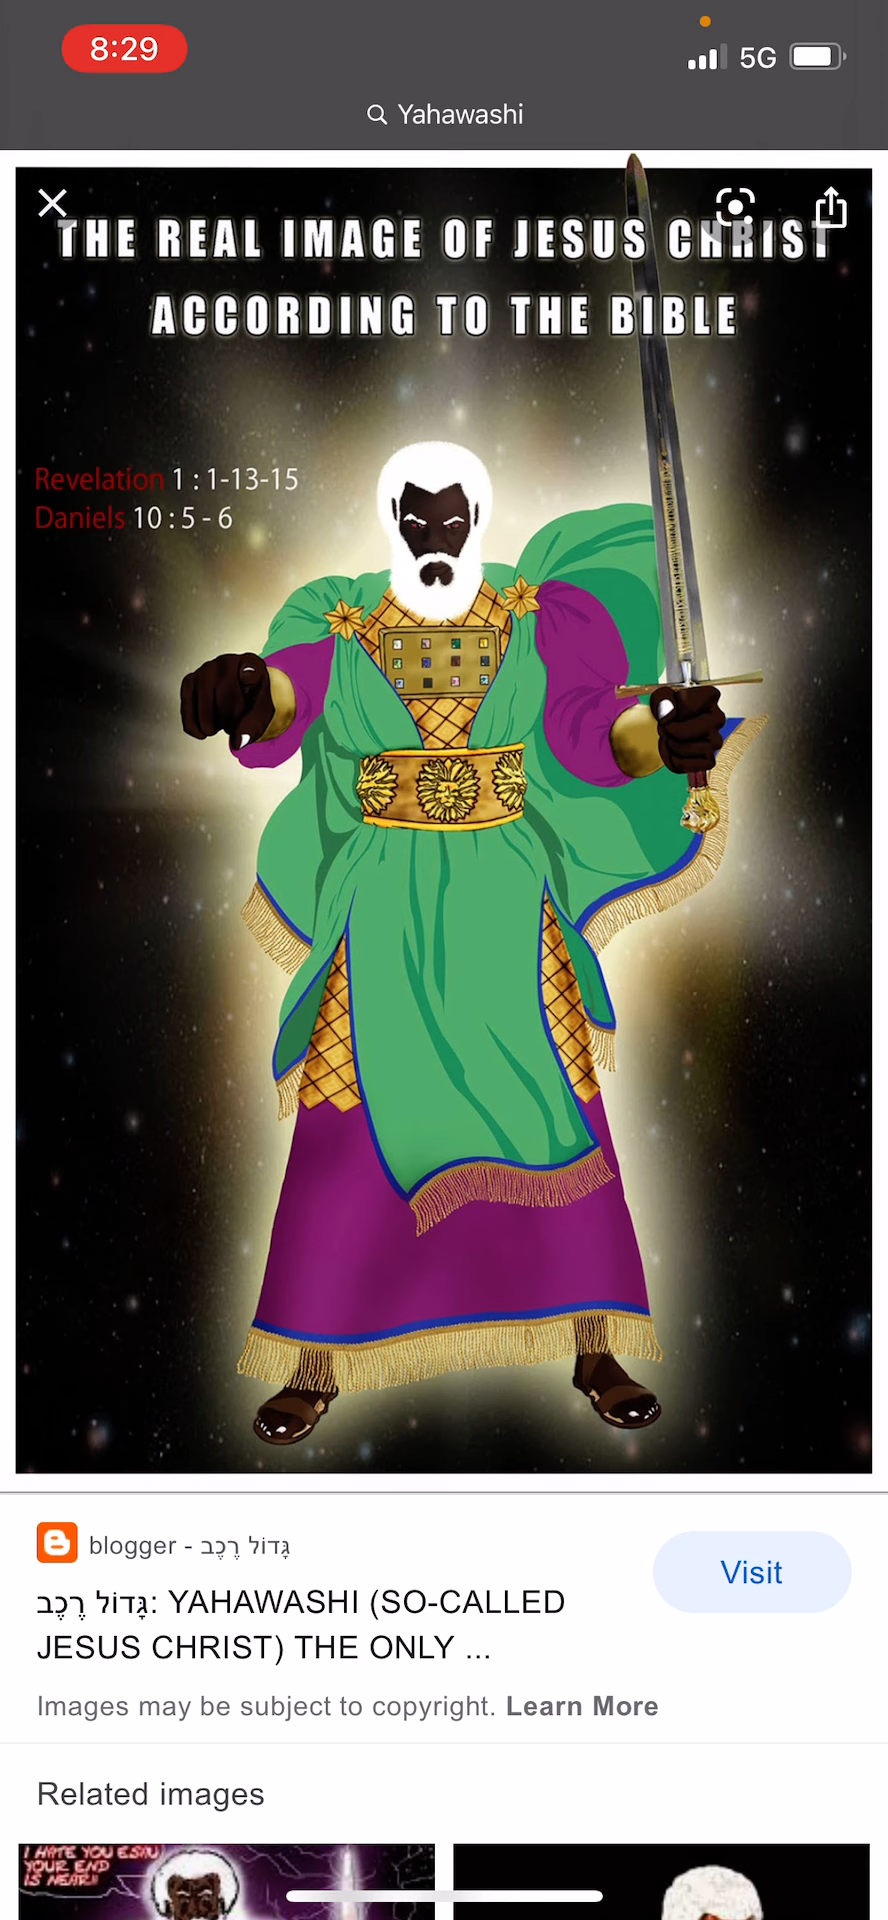 8:29
5G
Yahawashi
THE REAL IMAGE OF JESUS CHRIST
ACCORDING TO THE BIBLE
Revelation 1 : 1-13-15
Daniels 10 : 5 - 6
blogger - גָּדוֹל רֶכֶב
Visit
גָּדוֹל רֶכֶב: YAHAWASHI (SO-CALLED
JESUS CHRIST) THE ONLY ...
Images may be subject to copyright. Learn More
Related images
I HATE YOU ESAU
YOUR END
IS NEAR!!